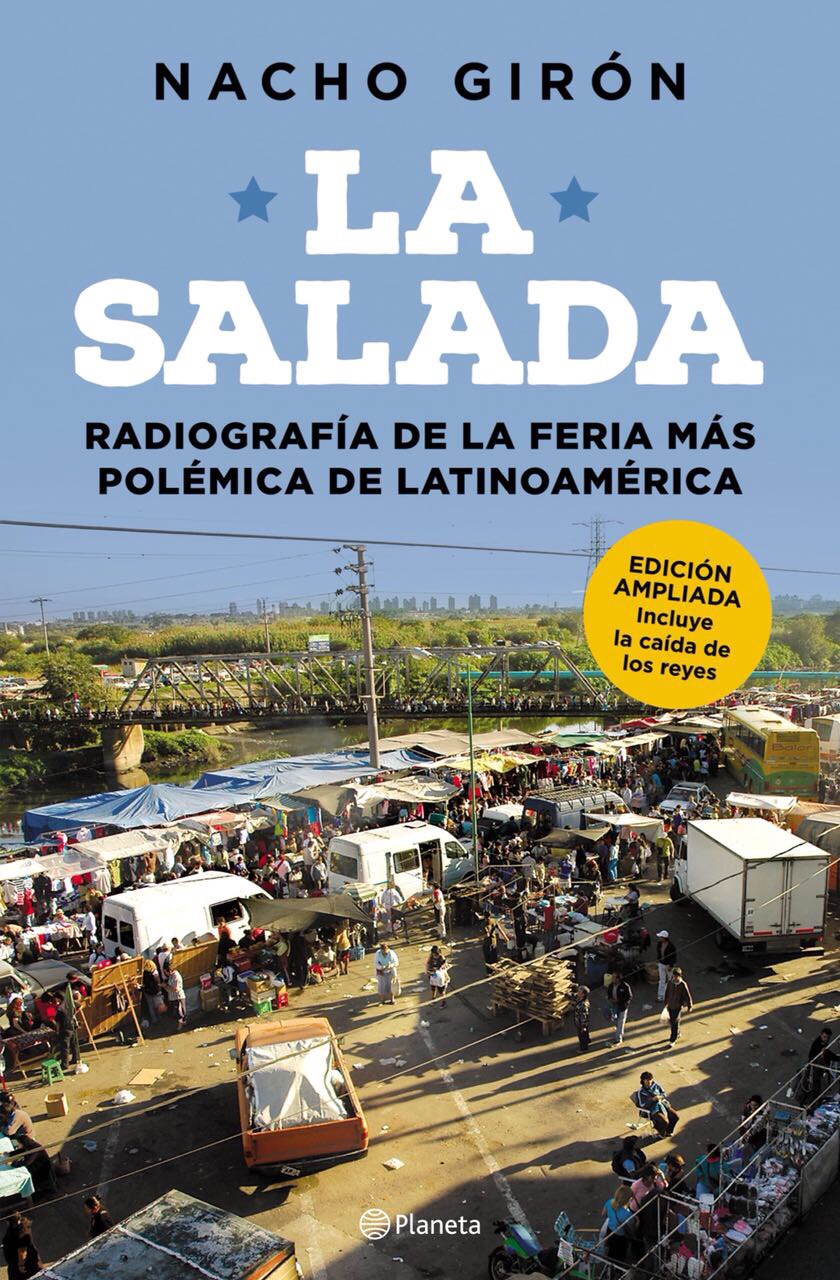 NACHO GIRÓN
LA
SALADA
RADIOGRAFÍA DE LA FERIA MÁS
POLÉMICA DE LATINOAMÉRICA
EDICIÓN
AMPLIADA
Incluye
la caída de
los reyes
Planeta